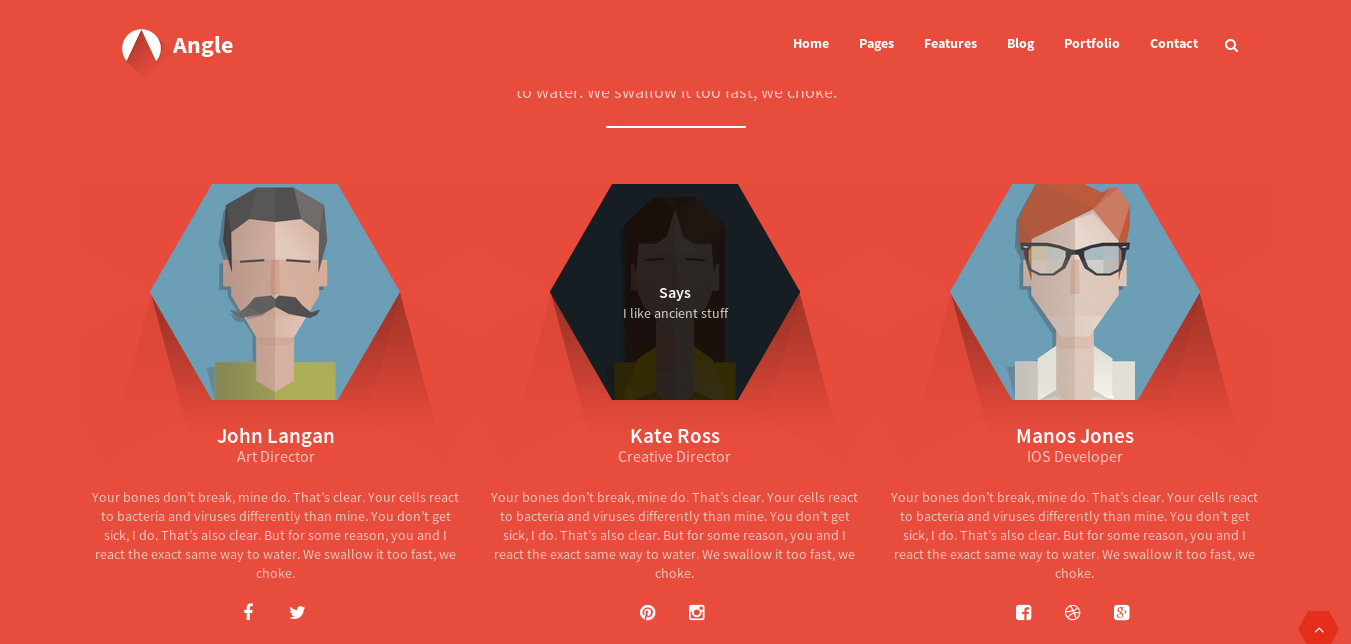 Angle
Home Pages Features Blog Portfolio Contact
to water. We swallow it too fast, we choke.
Says
I like ancient stuff
John Langan
Art Director
Your bones don't break, mine do. That's clear. Your cells react
to bacteria and viruses differently than mine. You don't get
sick, I do. That's also clear. But for some reason, you and I
react the exact same way to water. We swallow it too fast, we
choke.
Kate Ross
Creative Director
Your bones don't break, mine do. That's clear. Your cells react
to bacteria and viruses differently than mine. You don't get
sick, I do. That's also clear. But for some reason, you and I
react the exact same way to water. We swallow it too fast, we
choke.
Manos Jones
IOS Developer
Your bones don't break, mine do. That's clear. Your cells react
to bacteria and viruses differently than mine. You don't get
sick, I do. That's also clear. But for some reason, you and I
react the exact same way to water. We swallow it too fast, we
choke.